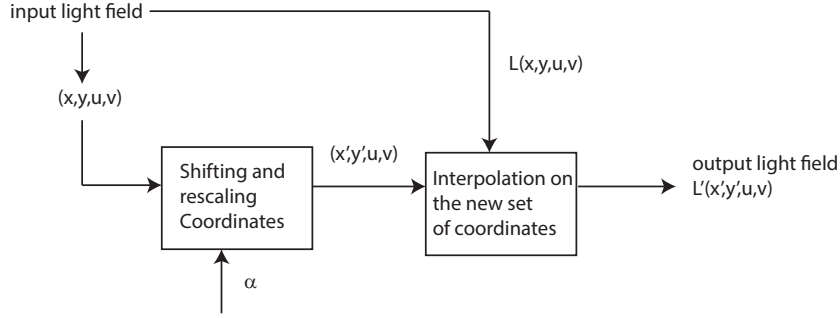 input light field
L(x,y,u,v)
(x,y,u,v)
(x',y',u,v)
Shifting and
rescaling
Coordinates
Interpolation on
the new set
of coordinates
output light field
L'(x',y',u,v)
α